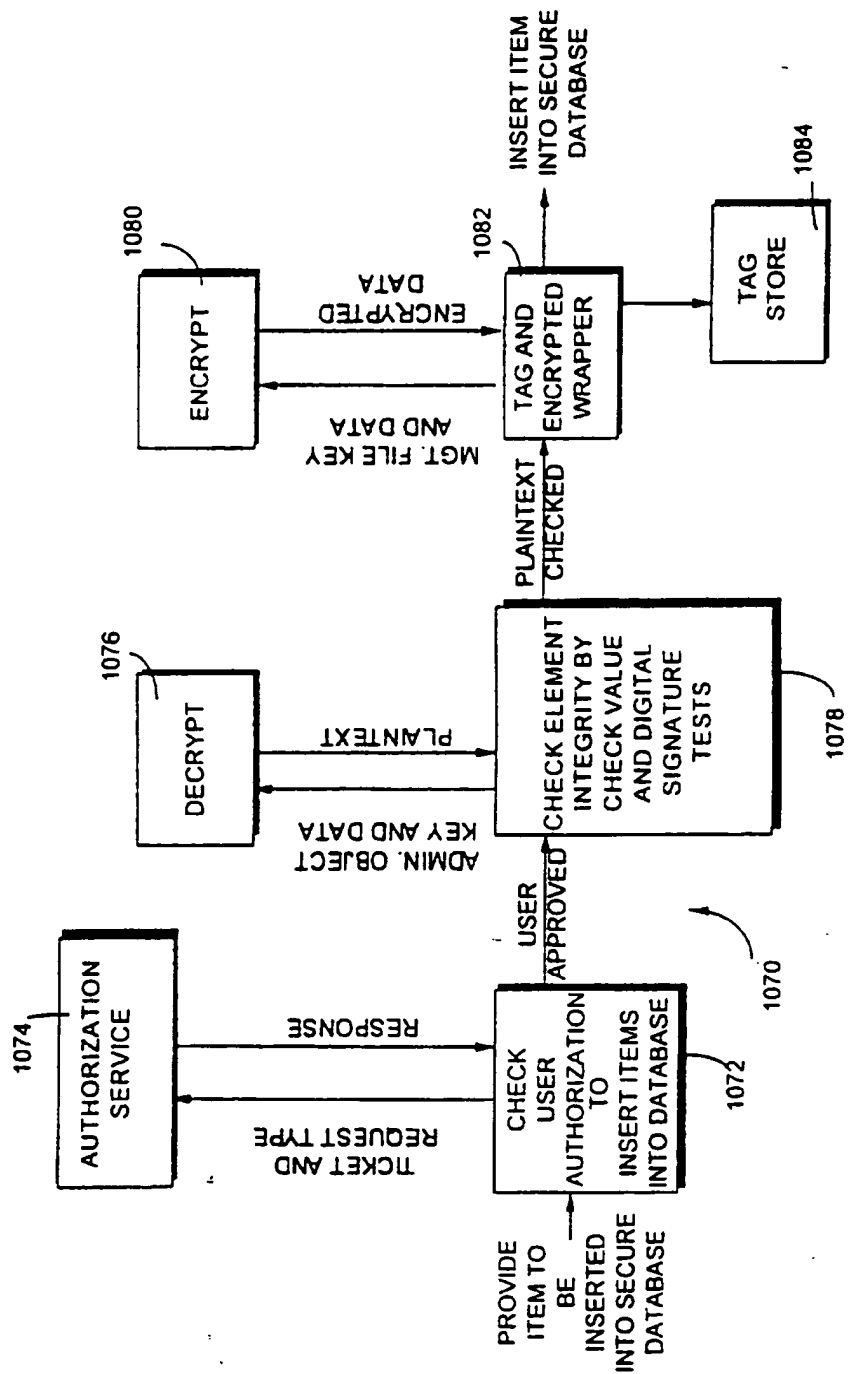 PROVIDE
ITEM TO
BE
INSERTED
INTO SECURE
DATABASE
CHECK
USER
AUTHORIZATION
TO
INSERT ITEMS
INTO DATABASE
1072
TICKET AND
REQUEST TYPE
RESPONSE
AUTHORIZATION
SERVICE
1074
USER
APPROVED
1070
CHECK ELEMENT
INTEGRITY BY
CHECK VALUE
AND DIGITAL
SIGNATURE
TESTS
1078
ADMIN. OBJECT
KEY AND DATA
PLAINTEXT
DECRYPT
1076
PLAINTEXT
CHECKED
TAG AND
ENCRYPTED
WRAPPER
1082
MGT. FILE KEY
AND DATA
ENCRYPTED
DATA
ENCRYPT
1080
INSERT ITEM
INTO SECURE
DATABASE
TAG
STORE
1084